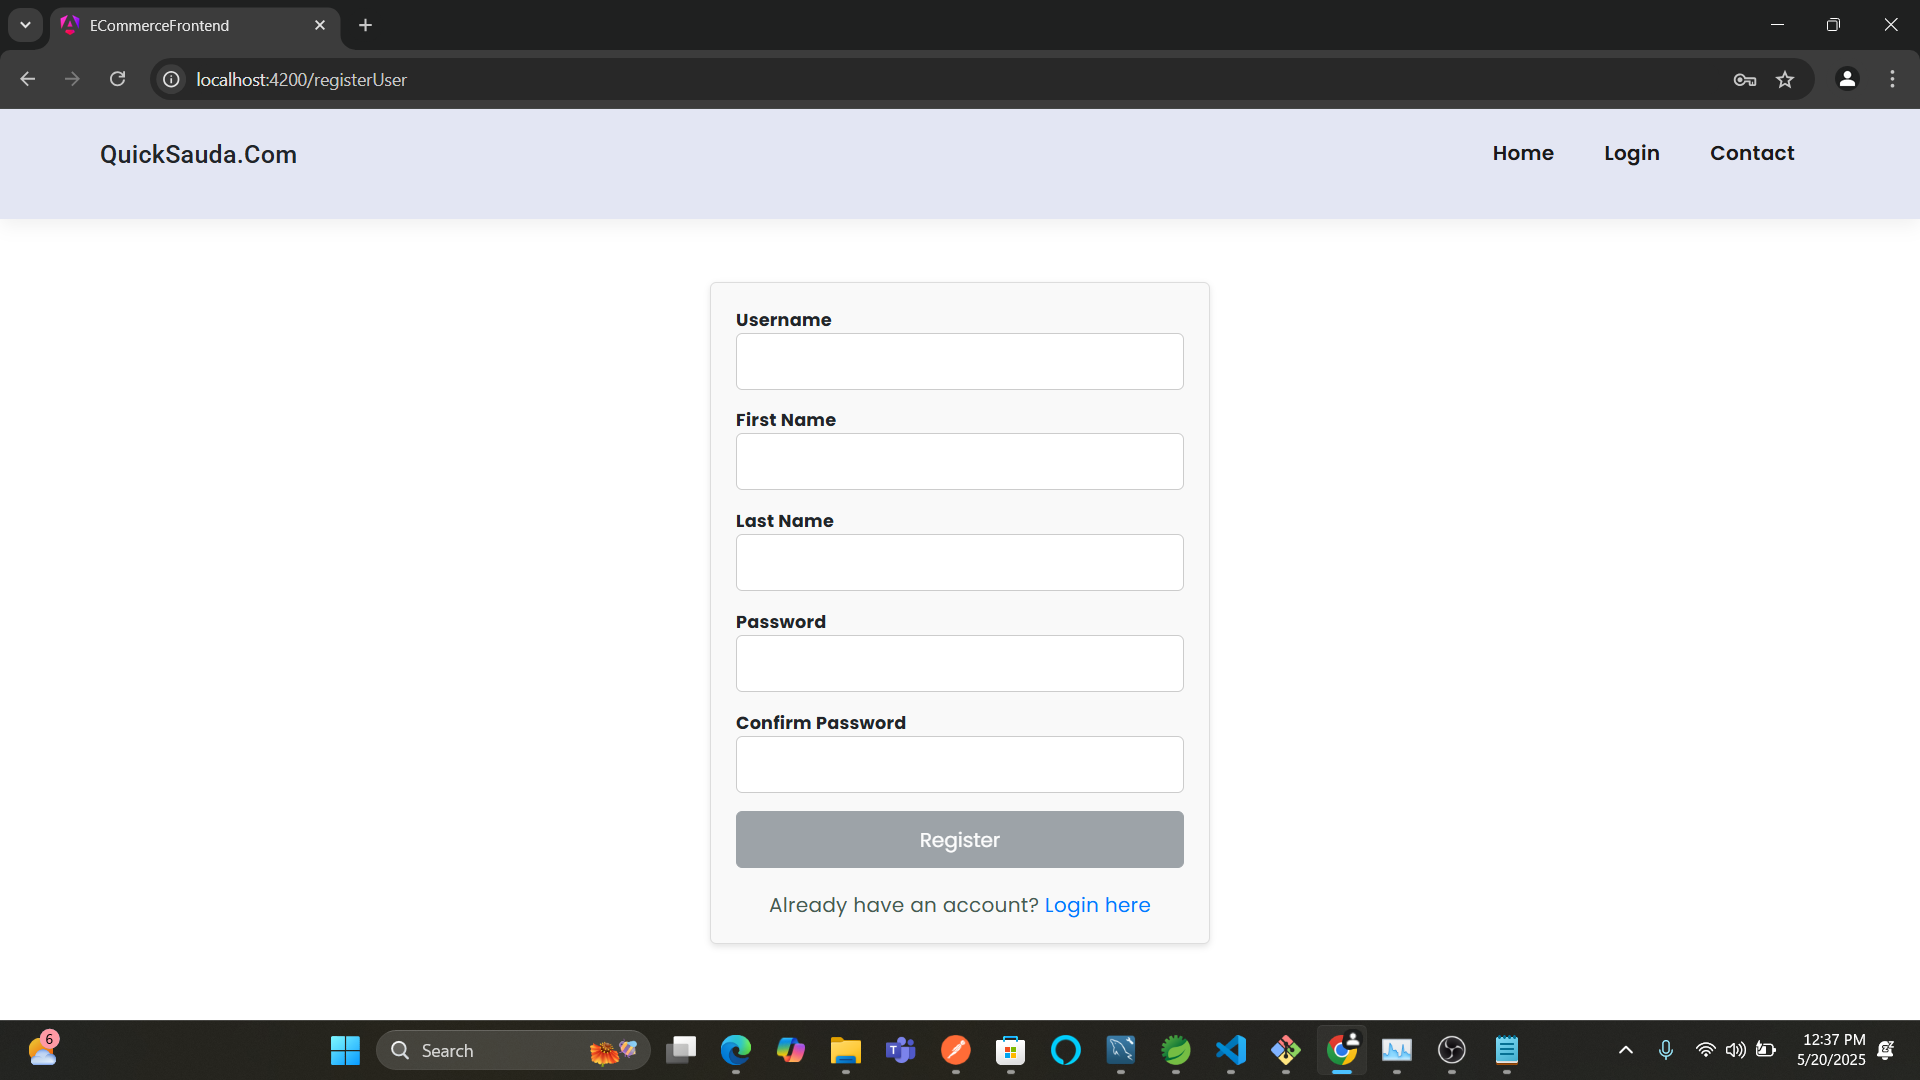 ECommerceFrontend
localhost:4200/registerUser
QuickSauda.Com
Home
Login
Contact
Username
First Name
Last Name
Password
Confirm Password
Register
Already have an account? Login here
6
Search
12:37 PM
5/20/2025